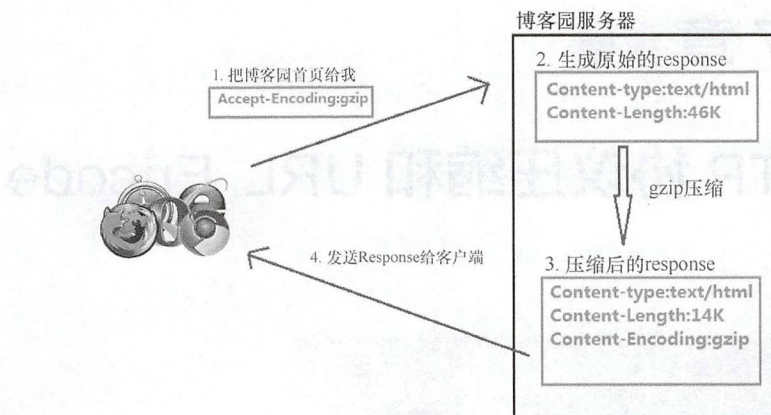 博客园服务器
1. 把博客园首页给我
Accept-Encoding:gzip
2. 生成原始的response
Content-type:text/html
Content-Length:46K
gzip压缩
3. 压缩后的response
Content-type:text/html
Content-Length:14K
Content-Encoding:gzip
4. 发送Response给客户端